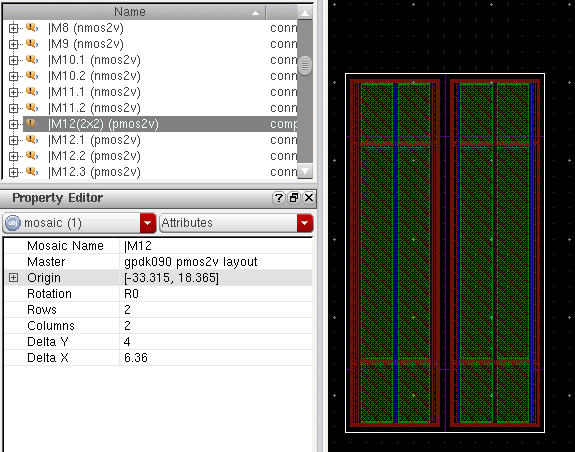 Name
|M8 (nmos2v) conn
|M9 (nmos2v) conn
|M10.1 (nmos2v) conn
|M10.2 (nmos2v) conn
|M11.1 (nmos2v) conn
|M11.2 (nmos2v) conn
|M12(2x2) (pmos2v) comp
|M12.1 (pmos2v) conn
|M12.2 (pmos2v) conn
|M12.3 (pmos2v) conn
Property Editor
mosaic (1) Attributes
Mosaic Name |M12
Master gpdk090 pmos2v layout
Origin [-33.315, 18.365]
Rotation R0
Rows 2
Columns 2
Delta Y 4
Delta X 6.36